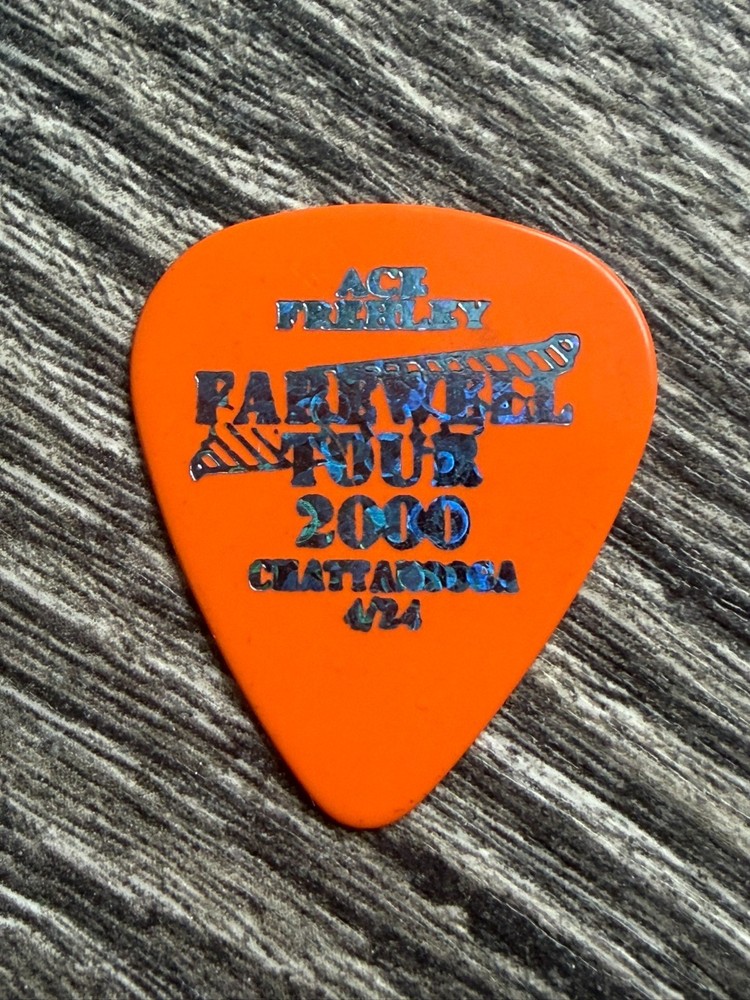 ACE
FREHLEY
FAREWELL
TOUR
2000
CHATTANOOGA
4/24